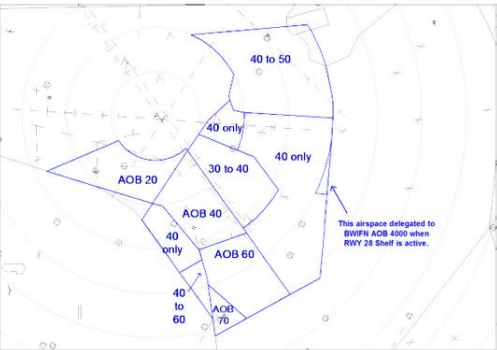 40 to 50
40 only
40 only
30 to 40
AOB 20
AOB 40
40
only
AOB 60
This airspace delegated to
BWIFN AOB 4000 when
RWY 28 Shelf is active.
40
to
60
AOB
70